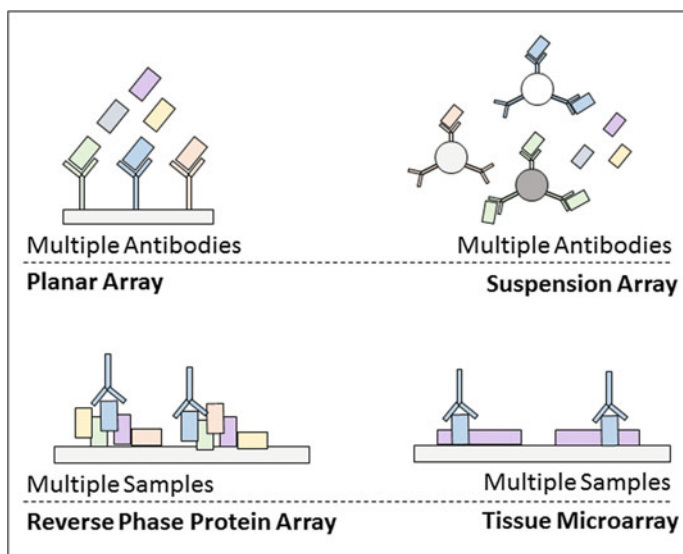 Multiple Antibodies
Planar Array
Multiple Antibodies
Suspension Array
Multiple Samples
Reverse Phase Protein Array
Multiple Samples
Tissue Microarray